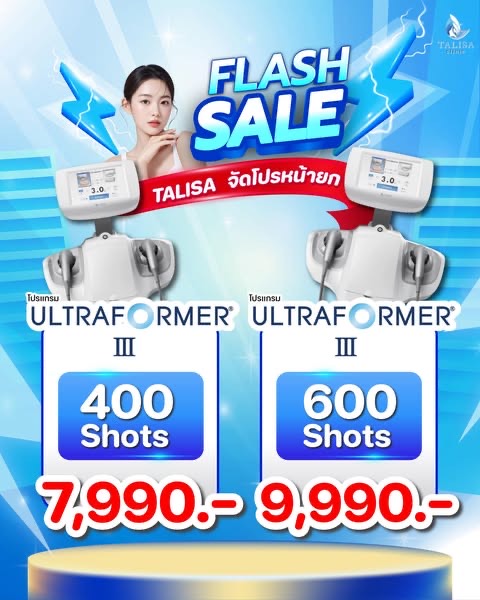 TALISA
clinic
FLASH
SALE
TALISA จัดโปรหน้ายก
3.0
3.0
โปรแกรม
ULTRAFORMER®
III
400
Shots
7,990.-
โปรแกรม
ULTRAFORMER®
III
600
Shots
9,990.-